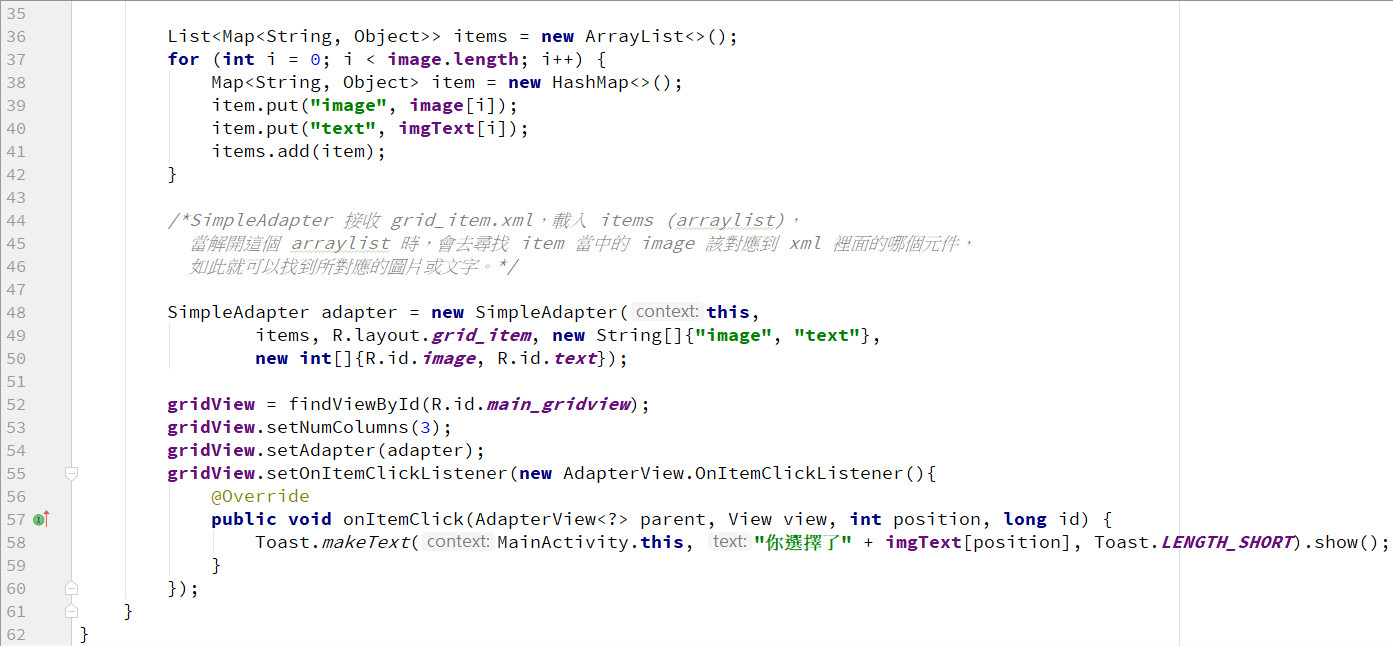 35
36 List<Map<String, Object>> items = new ArrayList<>();
37 for (int i = 0; i < image.length; i++) {
38 Map<String, Object> item = new HashMap<>();
39 item.put("image", image[i]);
40 item.put("text", imgText[i]);
41 items.add(item);
42 }
43
44 /*SimpleAdapter 接收 grid_item.xml，載入 items (arraylist)，
45 當解開這個 arraylist 時，會去尋找 item 當中的 image 該對應到 xml 裡面的哪個元件，
46 如此就可以找到所對應的圖片或文字。*/
47
48 SimpleAdapter adapter = new SimpleAdapter( context: this,
49 items, R.layout.grid_item, new String[]{"image", "text"},
50 new int[]{R.id.image, R.id.text});
51
52 gridView = findViewById(R.id.main_gridview);
53 gridView.setNumColumns(3);
54 gridView.setAdapter(adapter);
55 gridView.setOnItemClickListener(new AdapterView.OnItemClickListener(){
56 @Override
57 public void onItemClick(AdapterView<?> parent, View view, int position, long id) {
58 Toast.makeText( context: MainActivity.this, text: "你選擇了" + imgText[position], Toast.LENGTH_SHORT).show();
59 }
60 });
61 }
62 }